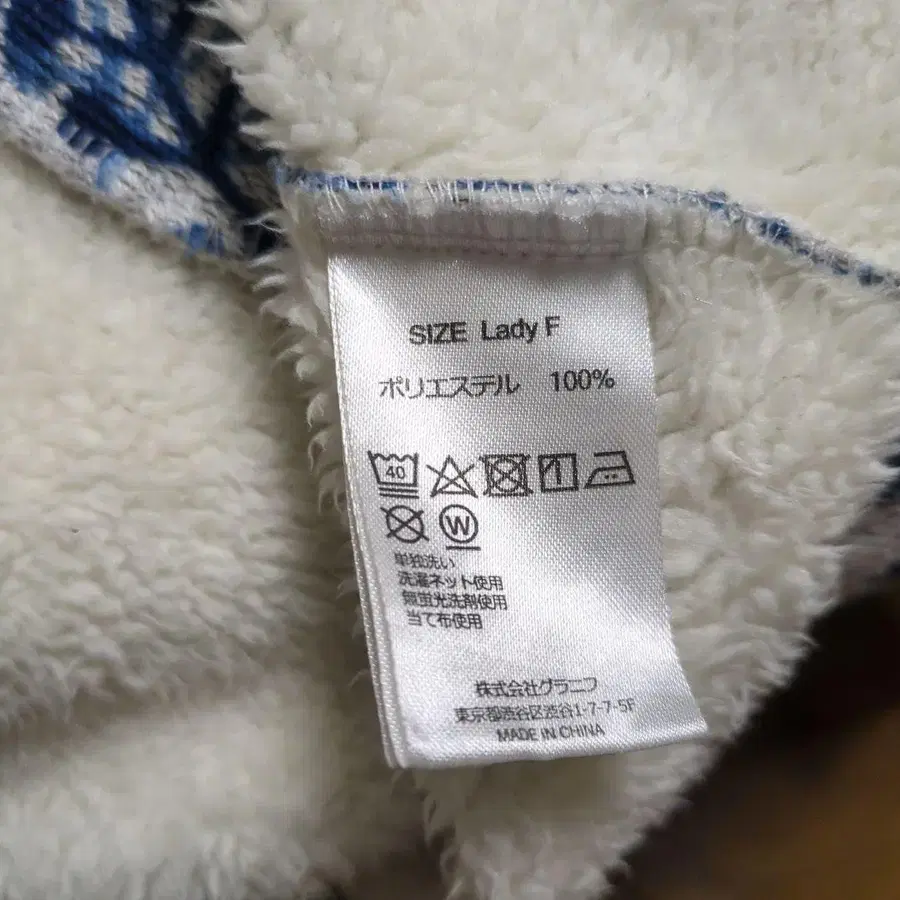 SIZE Lady F
ポリエステル 100%
40
W
単独洗い
洗濯ネット使用
無蛍光洗剤使用
当て布使用
株式会社グラニフ
東京都渋谷区渋谷1-7-7-5F
MADE IN CHINA